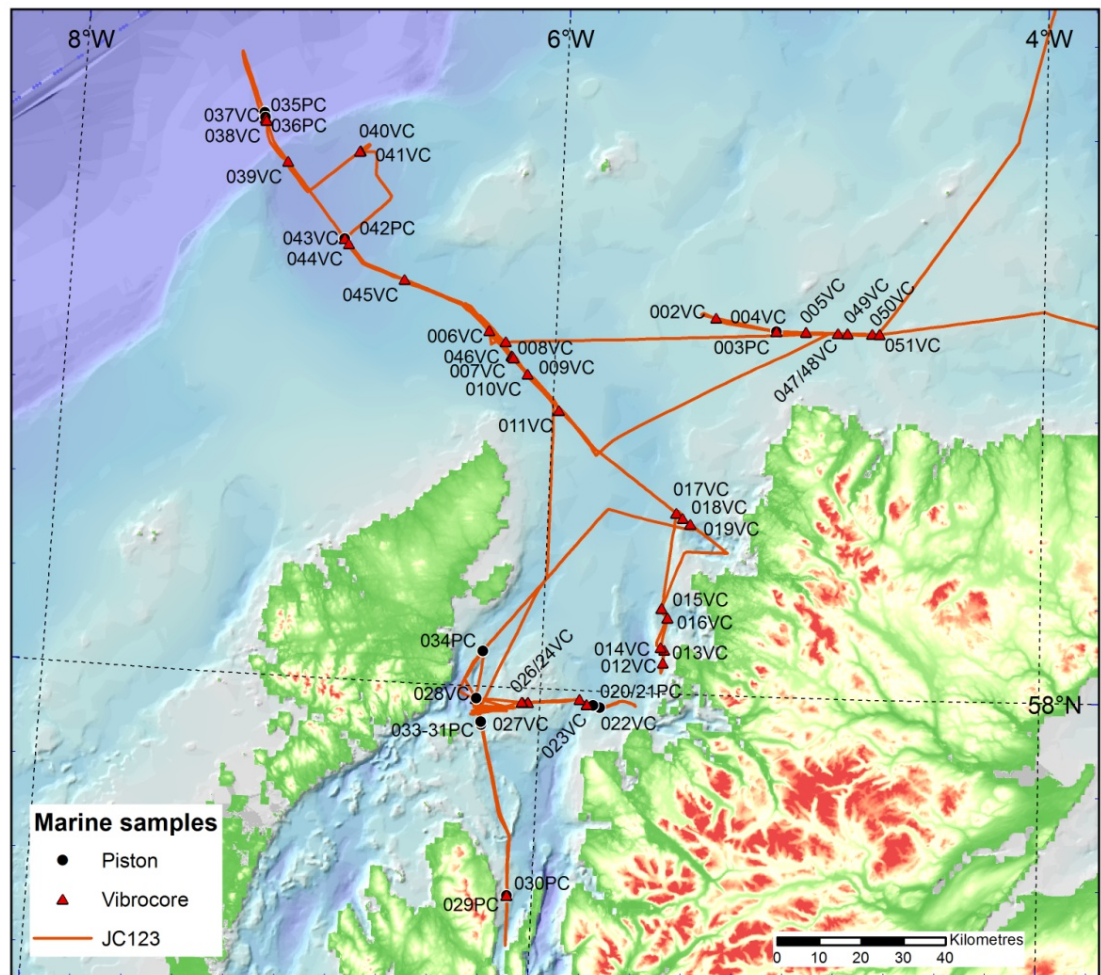 8°W
6°W
4°W
035PC
037VC
036PC
038VC
040VC
041VC
039VC
042PC
043VC
044VC
045VC
002VC
004VC
005VC
049VC
050VC
003PC
051VC
047/48VC
006VC
008VC
046VC
009VC
007VC
010VC
011VC
017VC
018VC
019VC
015VC
016VC
014VC
013VC
012VC
034PC
026/24VC
028VC
020/21PC
033-31PC
027VC
023VC
022VC
58°N
030PC
029PC
Marine samples
Piston
Vibrocore
JC123
Kilometres
0 10 20 30 40